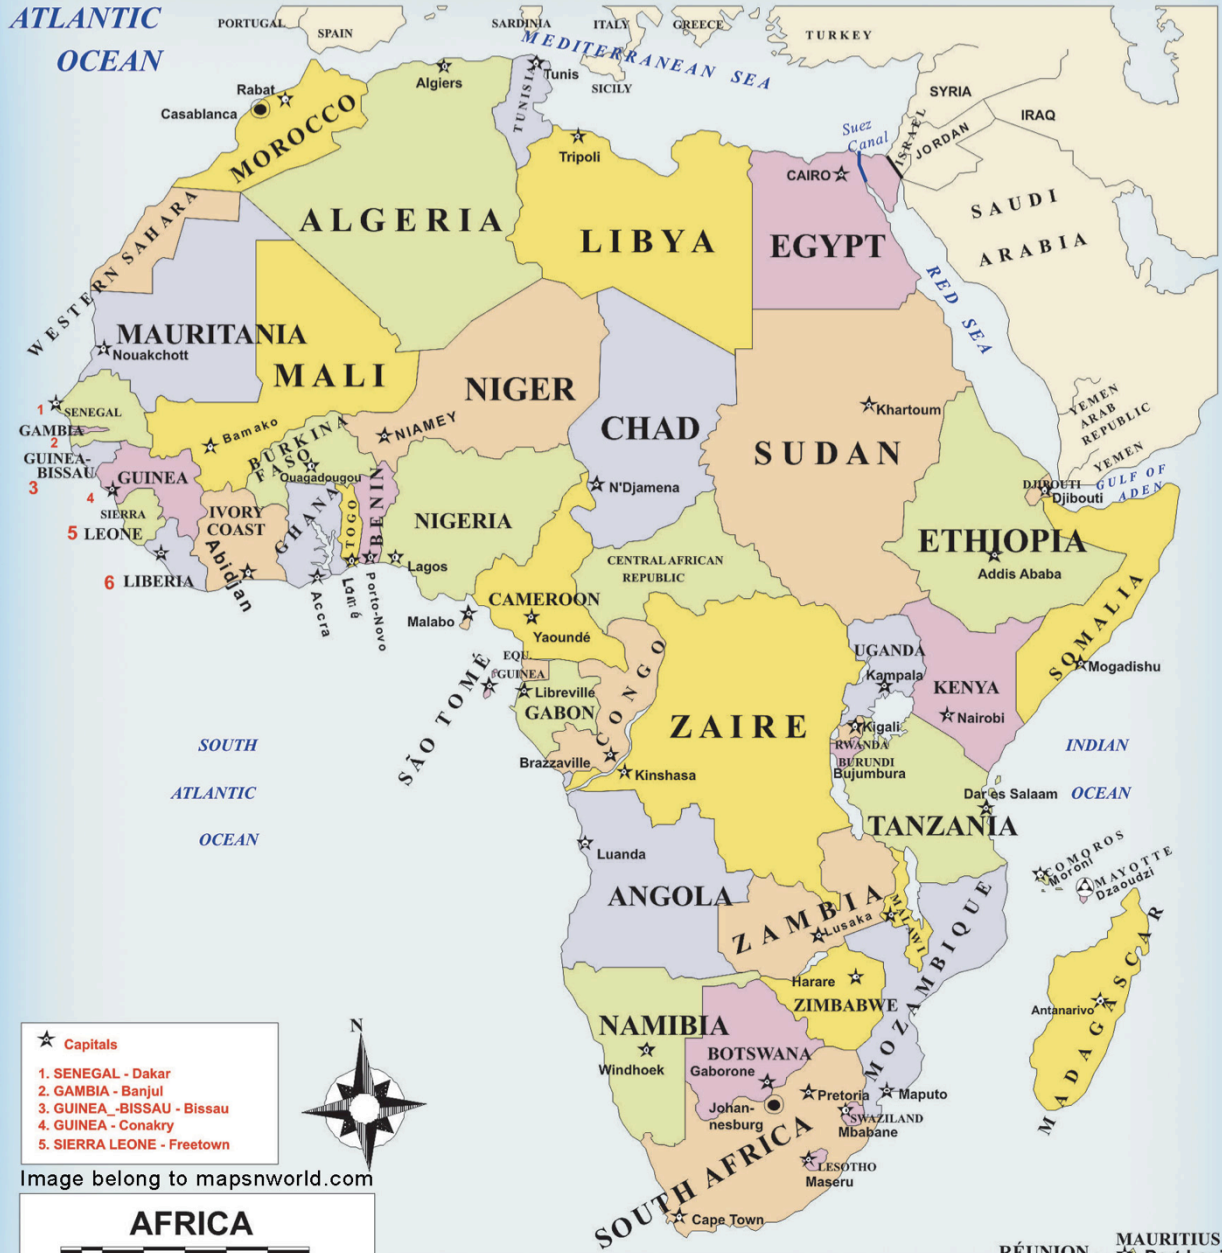 ATLANTIC
OCEAN
PORTUGAL
SPAIN
SARDINIA
ITALY
GREECE
TURKEY
MEDITERRANEAN SEA
SICILY
SYRIA
IRAQ
ISRAEL
JORDAN
SAUDI
ARABIA
Suez
Canal
RED SEA
YEMEN
ARAB
REPUBLIC
YEMEN
GULF OF
ADEN
Rabat
Casablanca
MOROCCO
Algiers
ALGERIA
TUNISIA
Tunis
Tripoli
LIBYA
CAIRO
EGYPT
WESTERN SAHARA
MAURITANIA
Nouakchott
MALI
Bamako
NIGER
NIAMEY
CHAD
N'Djamena
SUDAN
Khartoum
DJIBOUTI
Djibouti
ETHIOPIA
Addis Ababa
SOMALIA
Mogadishu
1
SENEGAL
GAMBIA
2
GUINEA-
BISSAU
3
GUINEA
4
SIERRA
5 LEONE
6 LIBERIA
IVORY
COAST
Abidjan
BURKINA
FASO
Ouagadougou
GHANA
Accra
TOGO
Lomé
BENIN
Porto-Novo
NIGERIA
Lagos
CENTRAL AFRICAN
REPUBLIC
CAMEROON
Yaoundé
Malabo
EQU.
GUINEA
SÃO TOMÉ
Libreville
GABON
CONGO
Brazzaville
ZAIRE
Kinshasa
UGANDA
Kampala
KENYA
Nairobi
Kigali
RWANDA
BURUNDI
Bujumbura
Dar es Salaam
TANZANIA
SOUTH
ATLANTIC
OCEAN
INDIAN
OCEAN
Luanda
ANGOLA
ZAMBIA
Lusaka
MALAWI
MOZAMBIQUE
COMOROS
Moroni
MAYOTTE
Dzaoudzi
MADAGASCAR
Antanarivo
Harare
ZIMBABWE
NAMIBIA
Windhoek
BOTSWANA
Gaborone
Pretoria
Johan-
nesburg
Maputo
SWAZILAND
Mbabane
LESOTHO
Maseru
SOUTH AFRICA
Cape Town
N
Capitals
1. SENEGAL - Dakar
2. GAMBIA - Banjul
3. GUINEA_-BISSAU - Bissau
4. GUINEA - Conakry
5. SIERRA LEONE - Freetown
Image belong to mapsnworld.com
AFRICA
RÉUNION
MAURITIUS